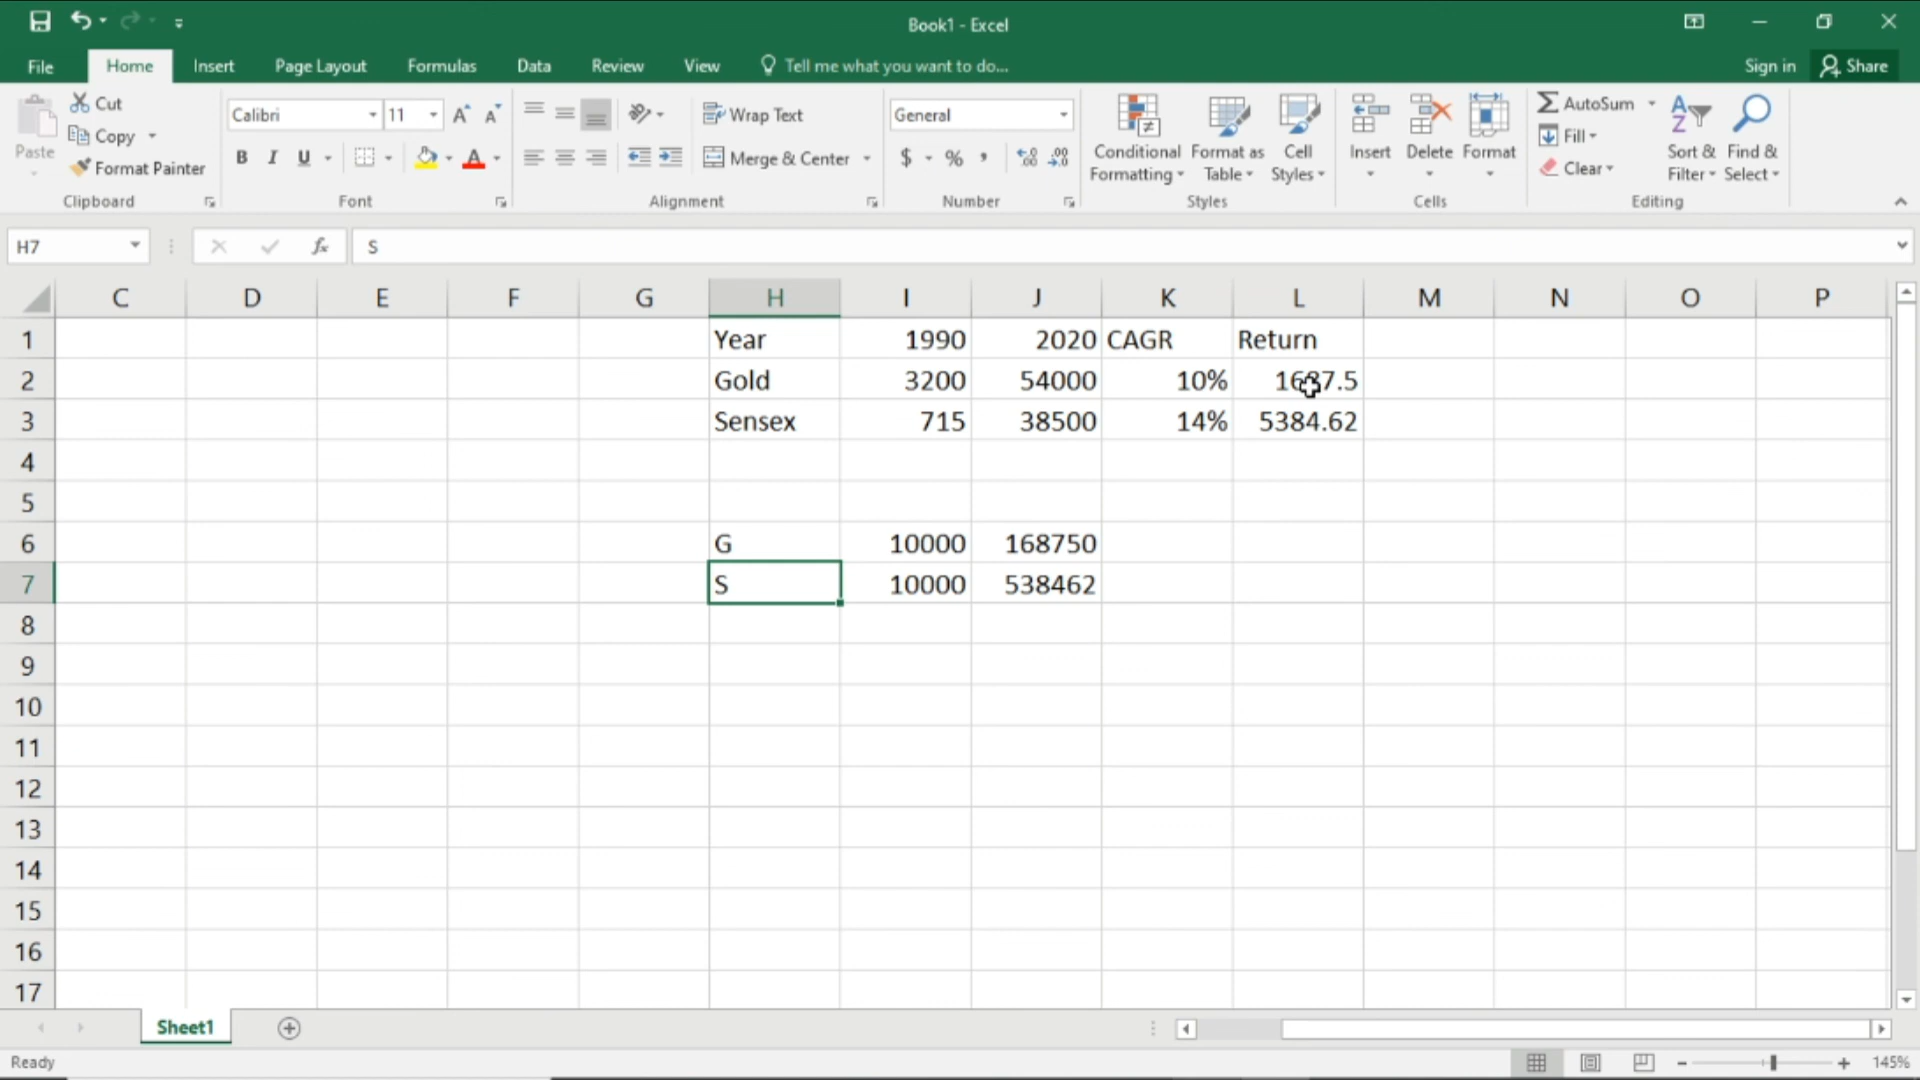 Book1 - Excel
File Home Insert Page Layout Formulas Data Review View Tell me what you want to do... Sign in Share
Paste
Cut
Copy
Format Painter
Clipboard
Calibri 11 A A
B I U A
Font
Wrap Text
Merge & Center
Alignment
General
$ % ,
Number
Conditional Formatting
Format as Table
Cell Styles
Styles
Insert Delete Format
Cells
AutoSum
Fill
Clear
Sort & Filter
Find & Select
Editing
H7 fx S
C D E F G H I J K L M N O P
1 Year 1990 2020 CAGR Return
2 Gold 3200 54000 10% 1687.5
3 Sensex 715 38500 14% 5384.62
4
5
6 G 10000 168750
7 S 10000 538462
8
9
10
11
12
13
14
15
16
17
Sheet1
Ready 145%